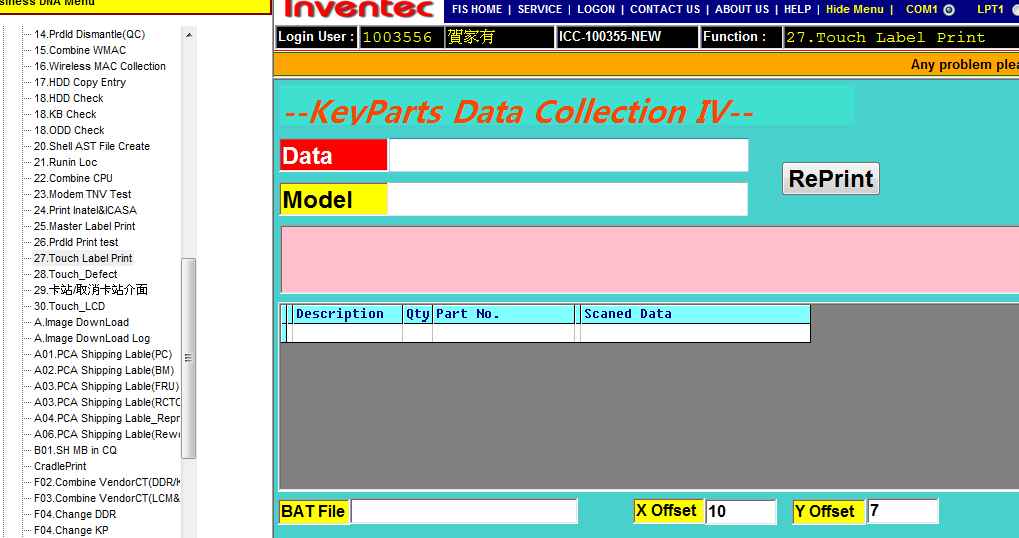 siness DNA Menu
14.PrdId Dismantle(QC)
15.Combine WMAC
16.Wireless MAC Collection
17.HDD Copy Entry
18.HDD Check
18.KB Check
18.ODD Check
20.Shell AST File Create
21.Runin Loc
22.Combine CPU
23.Modem TNV Test
24.Print Inatel&ICASA
25.Master Label Print
26.PrdId Print test
27.Touch Label Print
28.Touch_Defect
29.卡站/取消卡站介面
30.Touch_LCD
A.Image DownLoad
A.Image DownLoad Log
A01.PCA Shipping Lable(PC)
A02.PCA Shipping Lable(BM)
A03.PCA Shipping Lable(FRU)
A03.PCA Shipping Lable(RCTO
A04.PCA Shipping Lable_Repr
A06.PCA Shipping Lable(Rewo
B01.SH MB in CQ
CradlePrint
F02.Combine VendorCT(DDR/K
F03.Combine VendorCT(LCM&
F04.Change DDR
F04.Change KP
Inventec
FIS HOME | SERVICE | LOGON | CONTACT US | ABOUT US | HELP | Hide Menu | COM1 LPT1
Login User : 1003556 賀家有 ICC-100355-NEW Function : 27.Touch Label Print
Any problem plea
--KeyParts Data Collection IV--
Data
RePrint
Model
Description Qty Part No. Scaned Data
BAT File X Offset 10 Y Offset 7